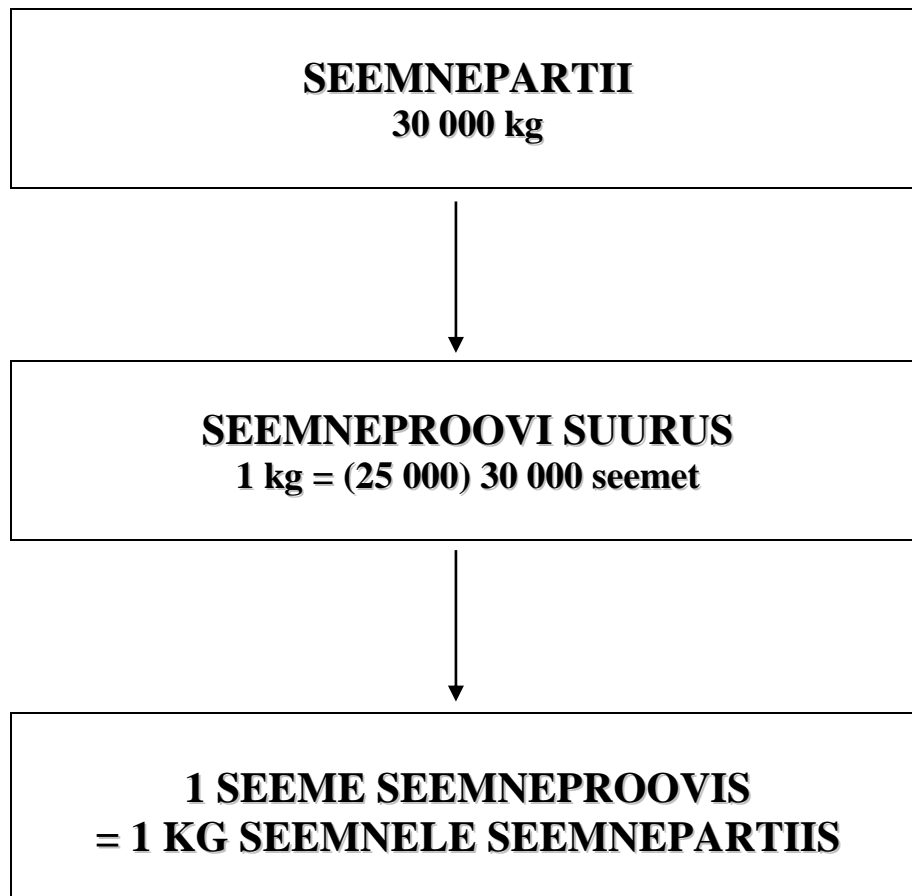 SEEMNEPARTII
30 000 kg
SEEMNEPROOVI SUURUS
1 kg = (25 000) 30 000 seemet
1 SEEME SEEMNEPROOVIS
= 1 KG SEEMNELE SEEMNEPARTIIS